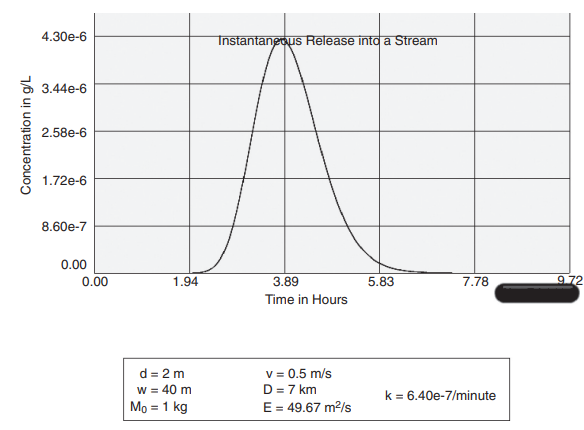 Instantaneous Release into a Stream
4.30e-6
3.44e-6
2.58e-6
1.72e-6
8.60e-7
0.00
Concentration in g/L
0.00 1.94 3.89 5.83 7.78 9.72
Time in Hours
d = 2 m v = 0.5 m/s
w = 40 m D = 7 km k = 6.40e-7/minute
M₀ = 1 kg E = 49.67 m²/s